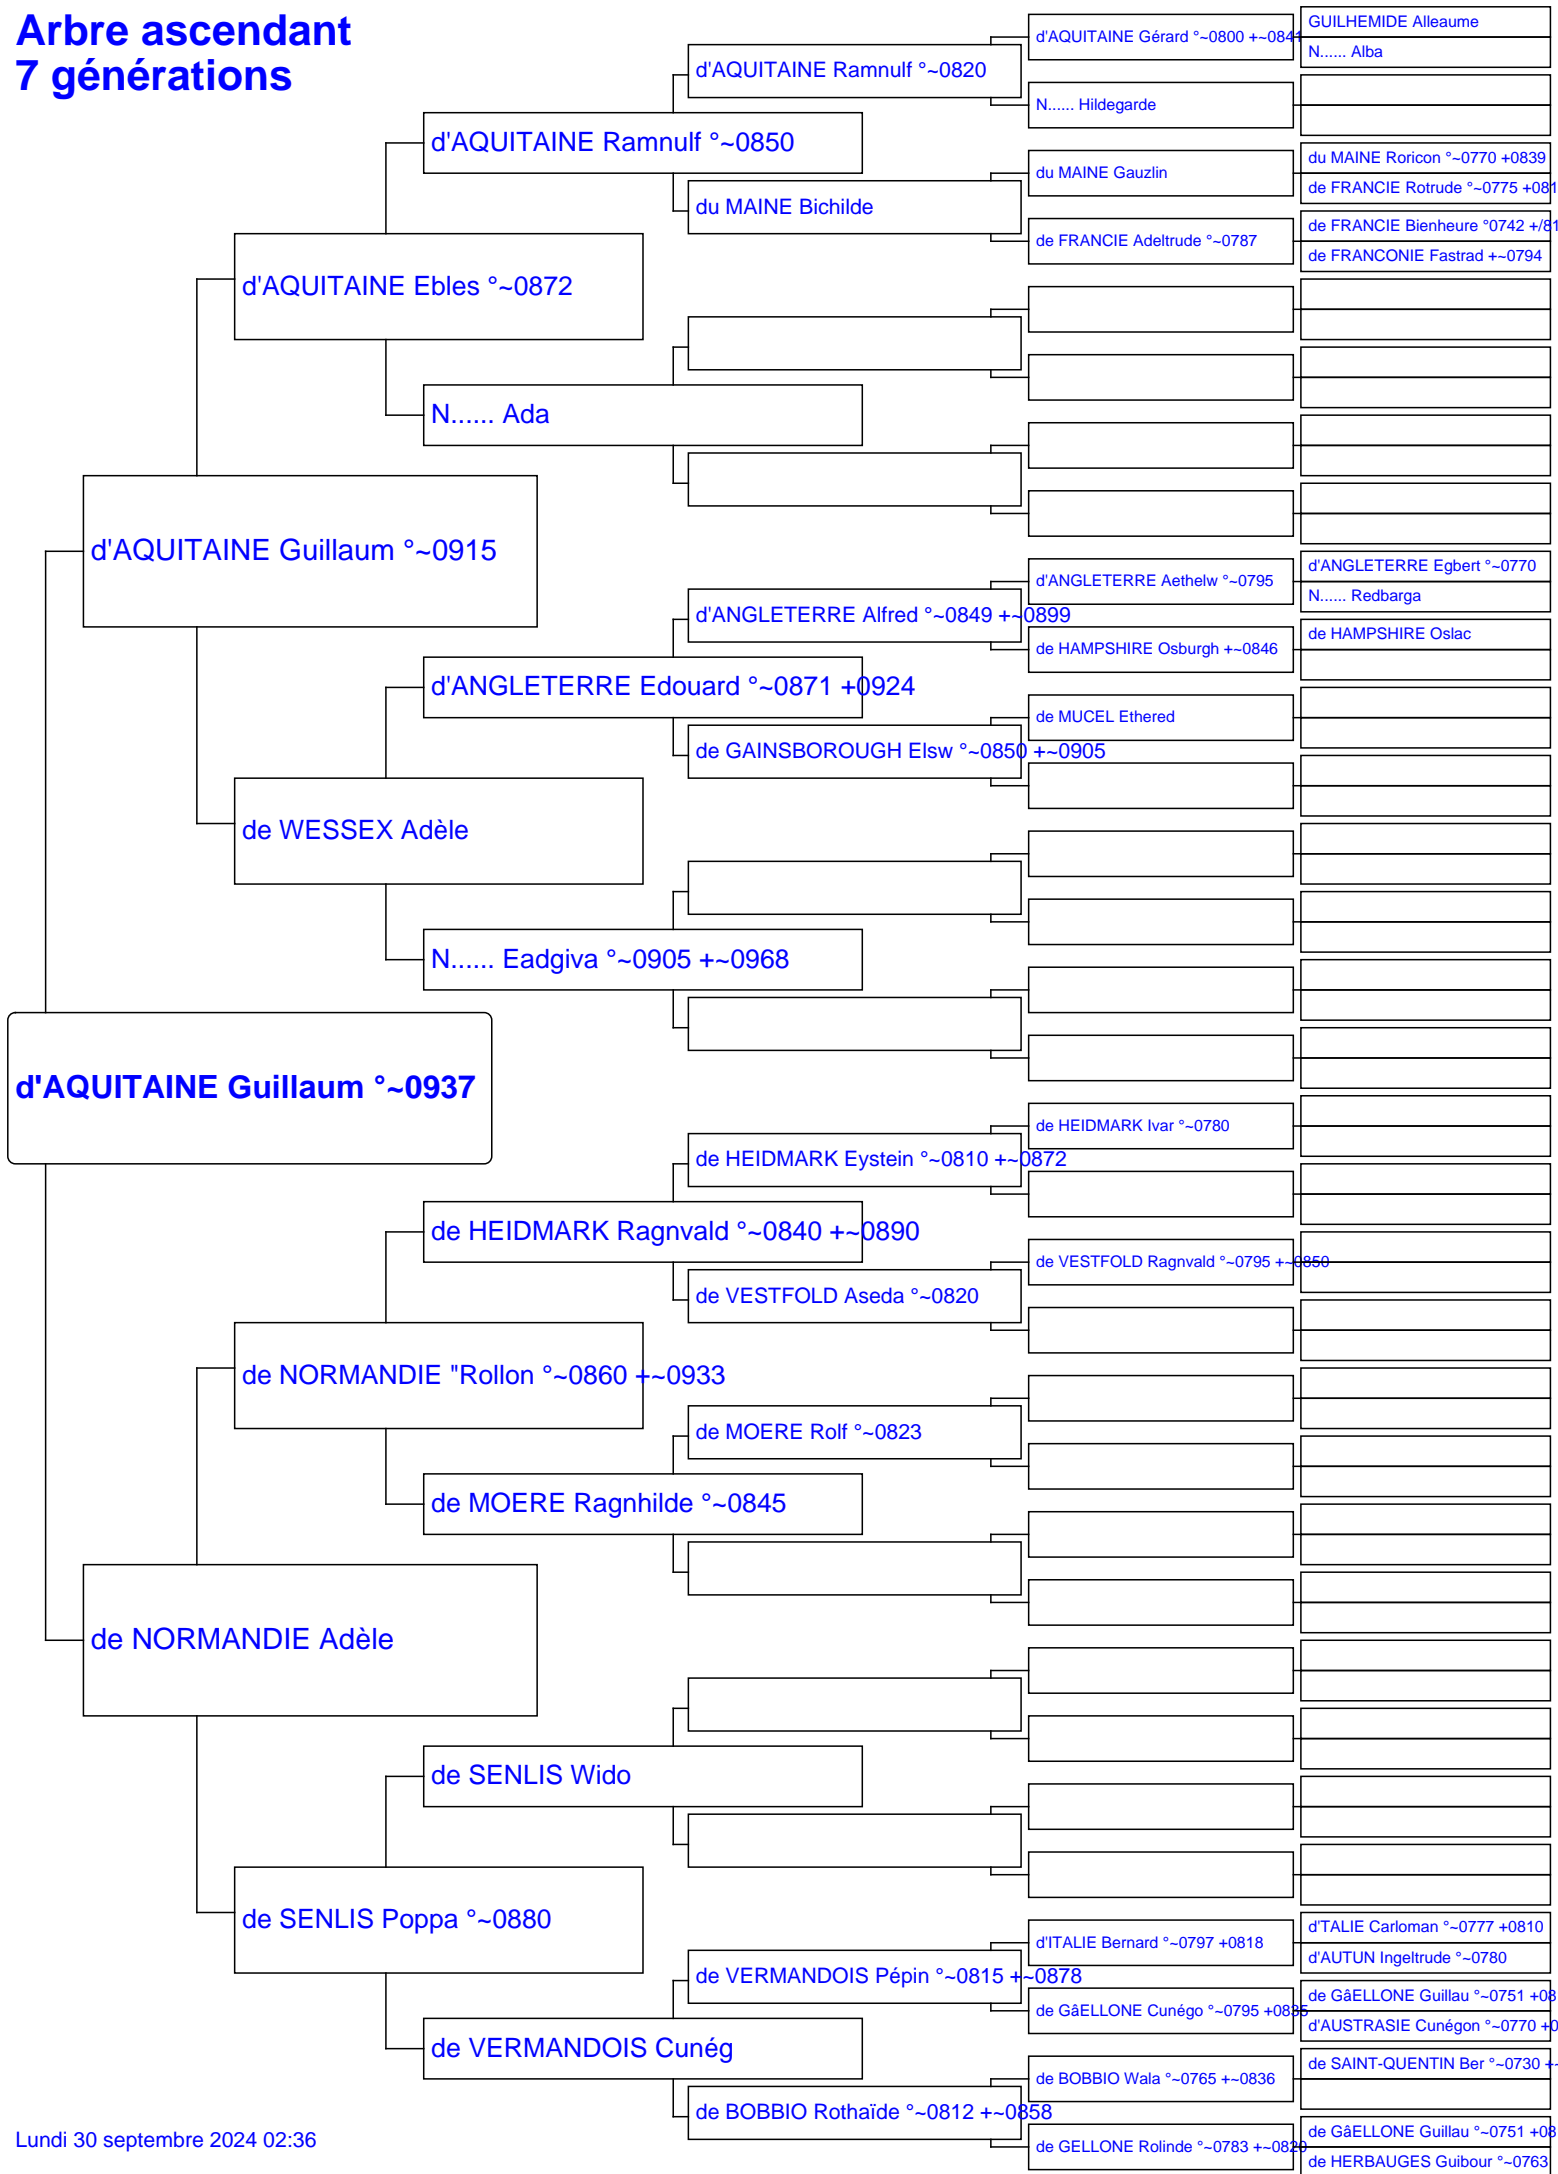 Arbre ascendant
7 générations
d'AQUITAINE Guillaum °~0937
d'AQUITAINE Guillaum °~0915
de NORMANDIE Adèle
d'AQUITAINE Ebles °~0872
de WESSEX Adèle
de NORMANDIE "Rollon °~0860 +~0933
de SENLIS Poppa °~0880
d'AQUITAINE Ramnulf °~0850
N...... Ada
d'ANGLETERRE Edouard °~0871 +0924
N...... Eadgiva °~0905 +~0968
de HEIDMARK Ragnvald °~0840 +~0890
de MOERE Ragnhilde °~0845
de SENLIS Wido
de VERMANDOIS Cunég
d'AQUITAINE Ramnulf °~0820
du MAINE Bichilde
d'ANGLETERRE Alfred °~0849 +~0899
de GAINSBOROUGH Elsw °~0850 +~0905
de HEIDMARK Eystein °~0810 +~0872
de VESTFOLD Aseda °~0820
de MOERE Rolf °~0823
de VERMANDOIS Pépin °~0815 +~0878
de BOBBIO Rothaïde °~0812 +~0858
d'AQUITAINE Gérard °~0800 +~0841
N...... Hildegarde
du MAINE Gauzlin
de FRANCIE Adeltrude °~0787
d'ANGLETERRE Aethelw °~0795
de HAMPSHIRE Osburgh +~0846
de MUCEL Ethered
de HEIDMARK Ivar °~0780
de VESTFOLD Ragnvald °~0795 +~0850
d'ITALIE Bernard °~0797 +0818
de GâELLONE Cunégo °~0795 +0835
de BOBBIO Wala °~0765 +~0836
de GELLONE Rolinde °~0783 +~0820
GUILHEMIDE Alleaume
N...... Alba
du MAINE Roricon °~0770 +0839
de FRANCIE Rotrude °~0775 +081
de FRANCIE Bienheure °0742 +/81
de FRANCONIE Fastrad +~0794
d'ANGLETERRE Egbert °~0770
N...... Redbarga
de HAMPSHIRE Oslac
d'TALIE Carloman °~0777 +0810
d'AUTUN Ingeltrude °~0780
de GâELLONE Guillau °~0751 +08
d'AUSTRASIE Cunégon °~0770 +0
de SAINT-QUENTIN Ber °~0730 +~
de GâELLONE Guillau °~0751 +08
de HERBAUGES Guibour °~0763
Lundi 30 septembre 2024 02:36